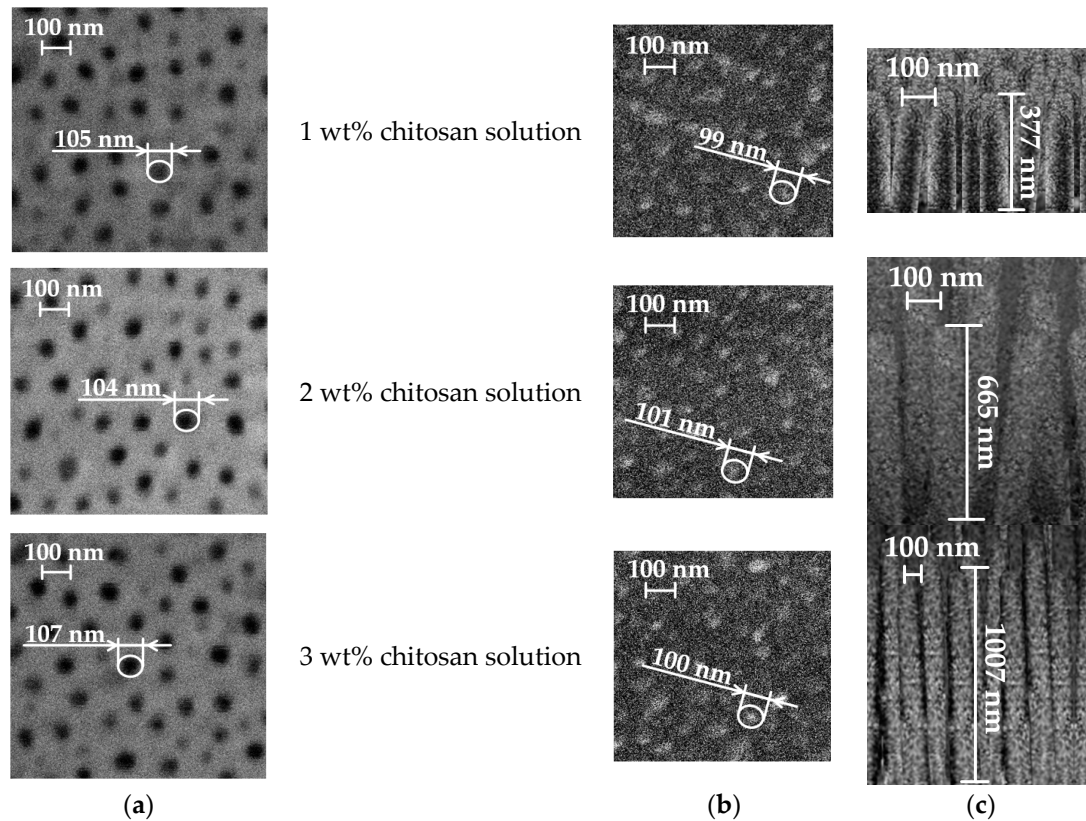 100 nm
105 nm
1 wt% chitosan solution
100 nm
99 nm
100 nm
377 nm
100 nm
104 nm
2 wt% chitosan solution
100 nm
101 nm
100 nm
665 nm
100 nm
107 nm
3 wt% chitosan solution
100 nm
100 nm
100 nm
1007 nm
(a)
(b)
(c)